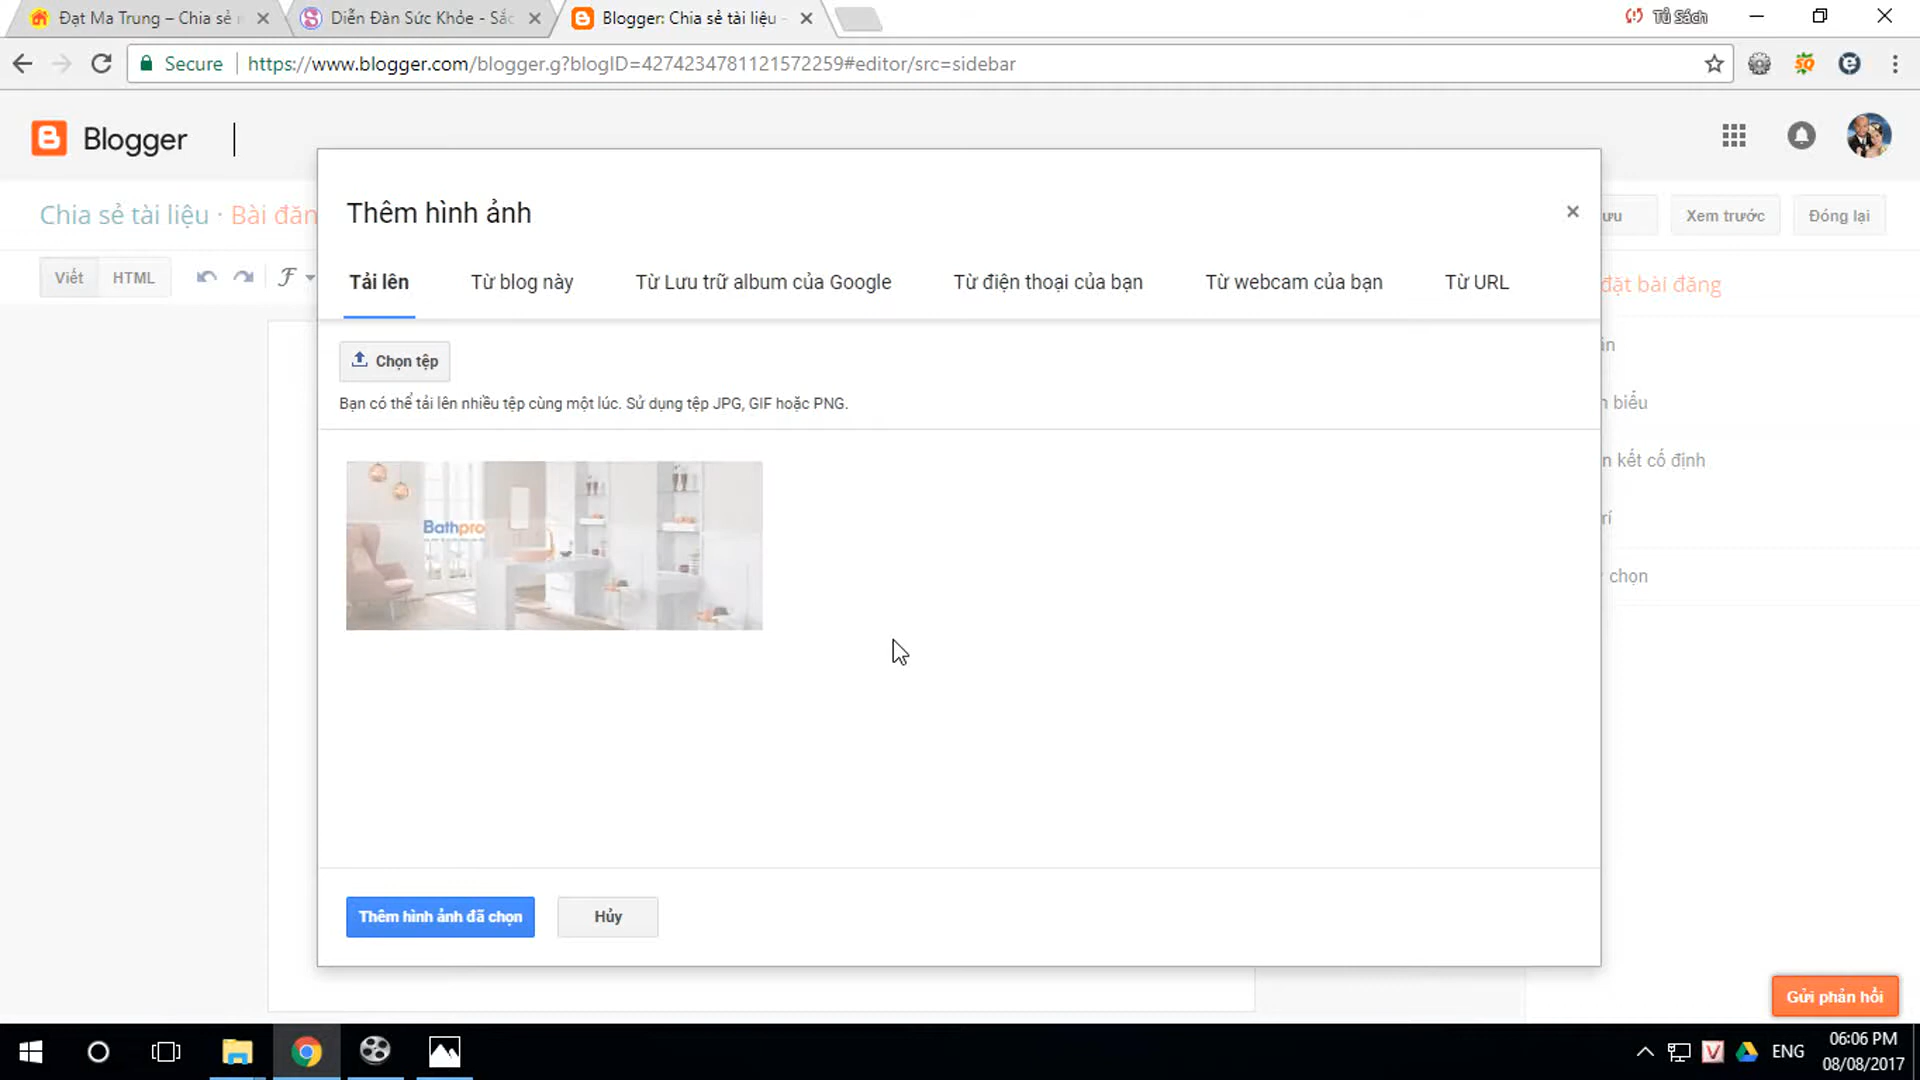 Đạt Ma Trung – Chia sẻ
Diễn Đàn Sức Khỏe - Sắc
Blogger: Chia sẻ tài liệu -
Tủ Sách
Secure
https://www.blogger.com/blogger.g?blogID=4274234781121572259#editor/src=sidebar
Blogger
Thêm hình ảnh
Chia sẻ tài liệu · Bài đăn
ưu
Xem trước
Đóng lại
Viết
HTML
Tải lên
Từ blog này
Từ Lưu trữ album của Google
Từ điện thoại của bạn
Từ webcam của bạn
Từ URL
đặt bài đăng
Chọn tệp
Bạn có thể tải lên nhiều tệp cùng một lúc. Sử dụng tệp JPG, GIF hoặc PNG.
n biểu
n kết cố định
Bathpro
chọn
Thêm hình ảnh đã chọn
Hủy
Gửi phản hồi
ENG
06:06 PM
08/08/2017